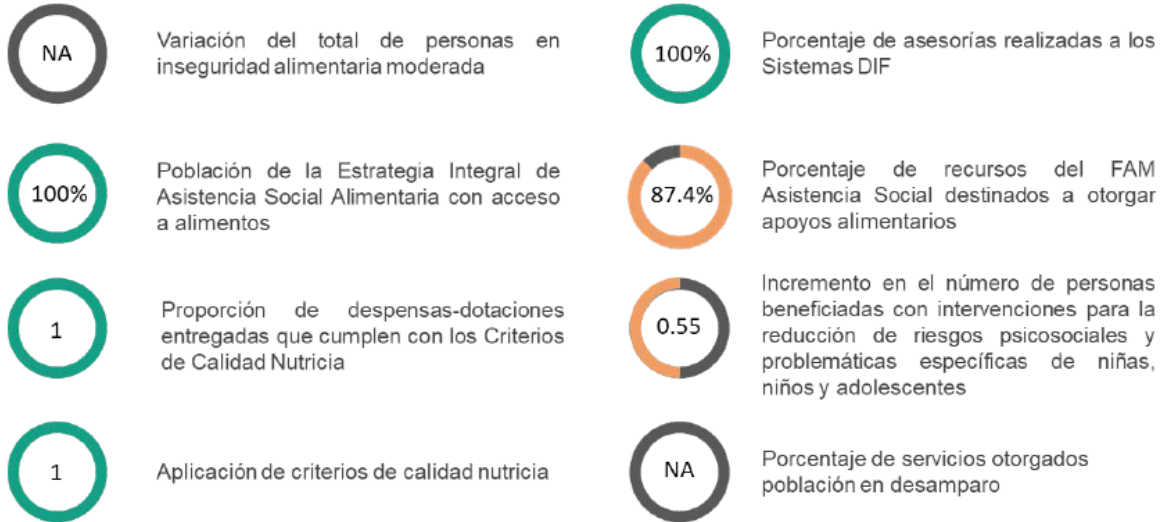 NA
Variación del total de personas en
inseguridad alimentaria moderada
100%
Población de la Estrategia Integral de
Asistencia Social Alimentaria con acceso
a alimentos
1
Proporción de despensas-dotaciones
entregadas que cumplen con los Criterios
de Calidad Nutricia
1
Aplicación de criterios de calidad nutricia
100%
Porcentaje de asesorías realizadas a los
Sistemas DIF
87.4%
Porcentaje de recursos del FAM
Asistencia Social destinados a otorgar
apoyos alimentarios
0.55
Incremento en el número de personas
beneficiadas con intervenciones para la
reducción de riesgos psicosociales y
problemáticas específicas de niñas,
niños y adolescentes
NA
Porcentaje de servicios otorgados
población en desamparo